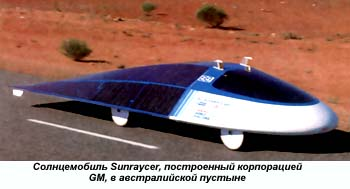 Солнцемобиль Sunraycer, построенный корпорацией
GM, в австралийской пустыне